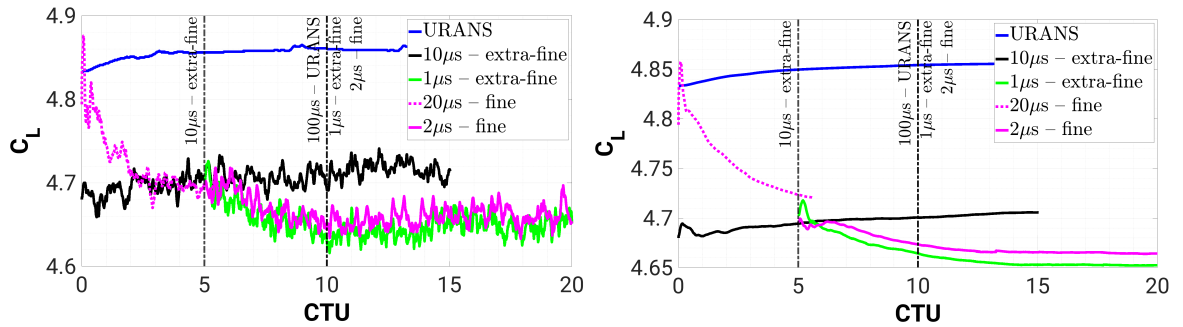 4.9
4.8
4.7
4.6
C_L
0
5
10
15
20
CTU
10μs – extra-fine
100μs – URANS
1μs – extra-fine
2μs – fine
URANS
10μs – extra-fine
1μs – extra-fine
20μs – fine
2μs – fine
4.9
4.85
4.8
4.75
4.7
4.65
C_L
0
5
10
15
20
CTU
10μs – extra-fine
100μs – URANS
1μs – extra-fine
2μs – fine
URANS
10μs – extra-fine
1μs – extra-fine
20μs – fine
2μs – fine